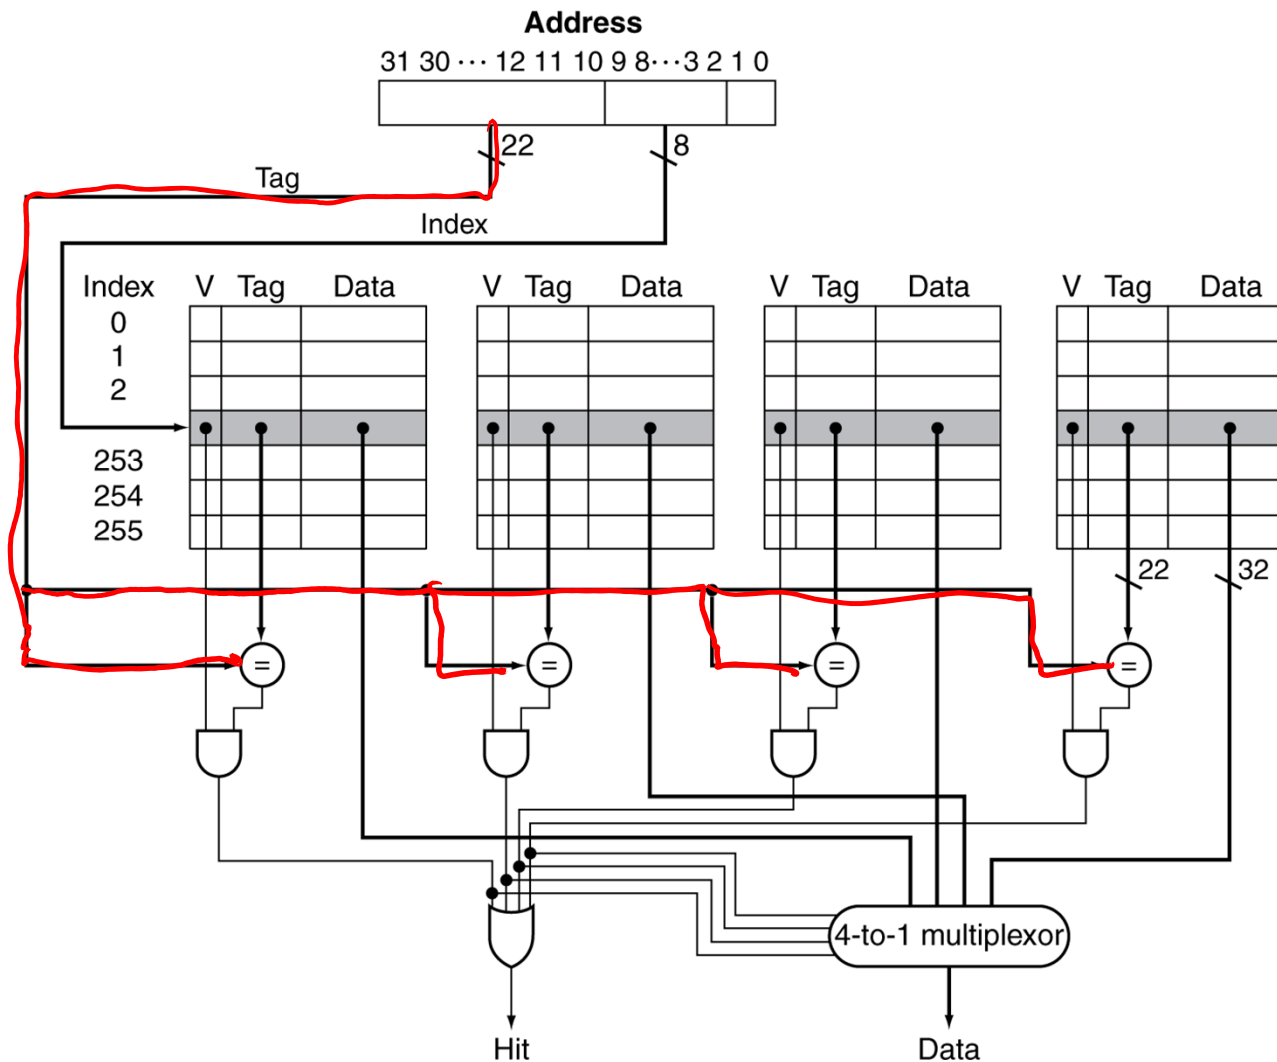 Address
31 30 ··· 12 11 10 9 8···3 2 1 0
22 8
Tag
Index
Index V Tag Data V Tag Data V Tag Data V Tag Data
0
1
2
253
254
255
22 32
= = = =
4-to-1 multiplexor
Hit Data